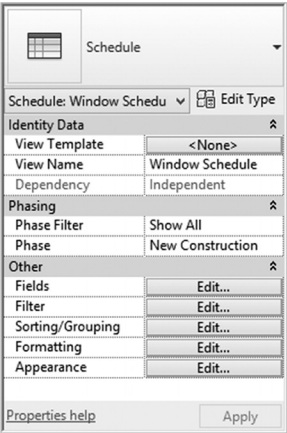 Schedule
Schedule: Window Schedu Edit Type
Identity Data
View Template <None>
View Name Window Schedule
Dependency Independent
Phasing
Phase Filter Show All
Phase New Construction
Other
Fields Edit...
Filter Edit...
Sorting/Grouping Edit...
Formatting Edit...
Appearance Edit...
Properties help Apply